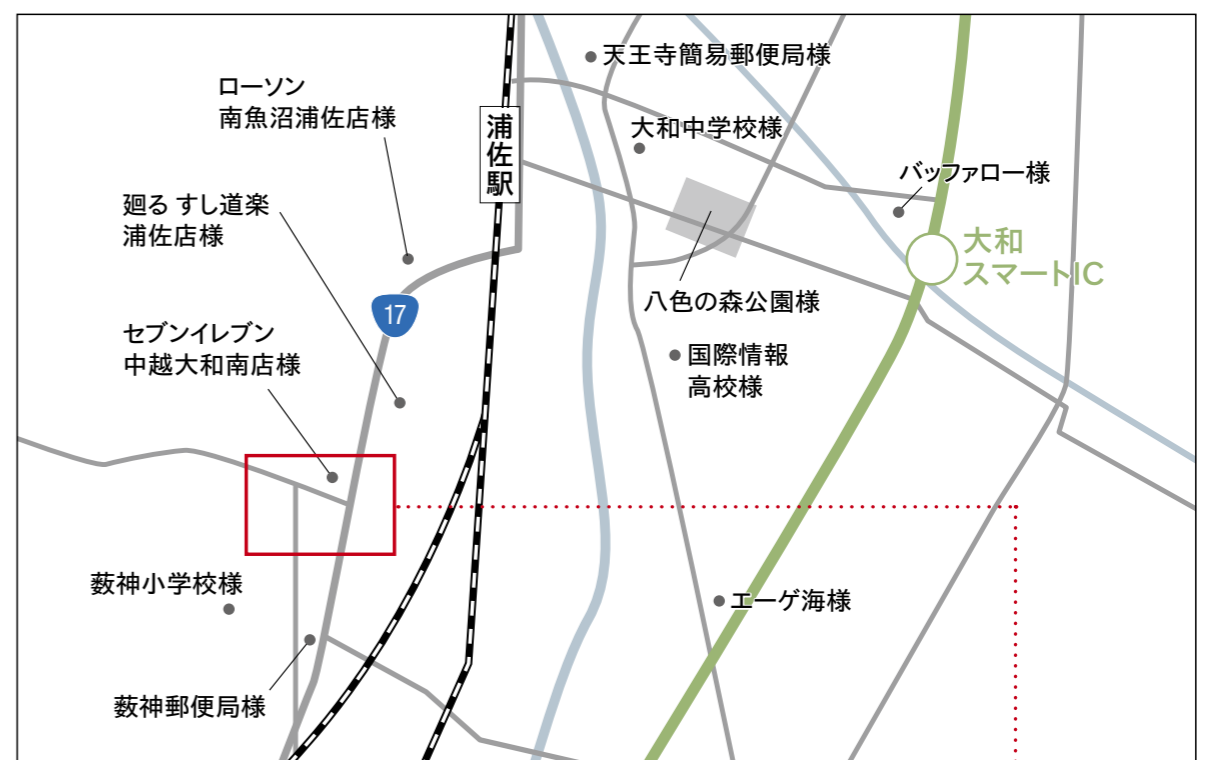 天王寺簡易郵便局様
ローソン
南魚沼浦佐店様
浦佐駅
大和中学校様
バッファロー様
廻る すし道楽
浦佐店様
大和
スマートIC
八色の森公園様
17
セブンイレブン
中越大和南店様
国際情報
高校様
薮神小学校様
エーゲ海様
薮神郵便局様